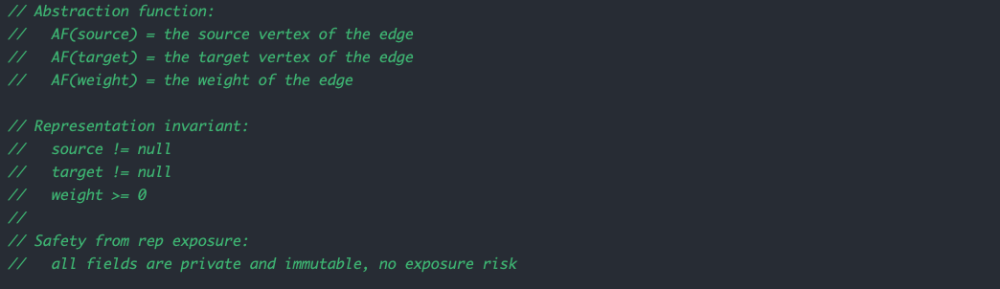 // Abstraction function:
//   AF(source) = the source vertex of the edge
//   AF(target) = the target vertex of the edge
//   AF(weight) = the weight of the edge
// Representation invariant:
//   source != null
//   target != null
//   weight >= 0
//
// Safety from rep exposure:
//   all fields are private and immutable, no exposure risk